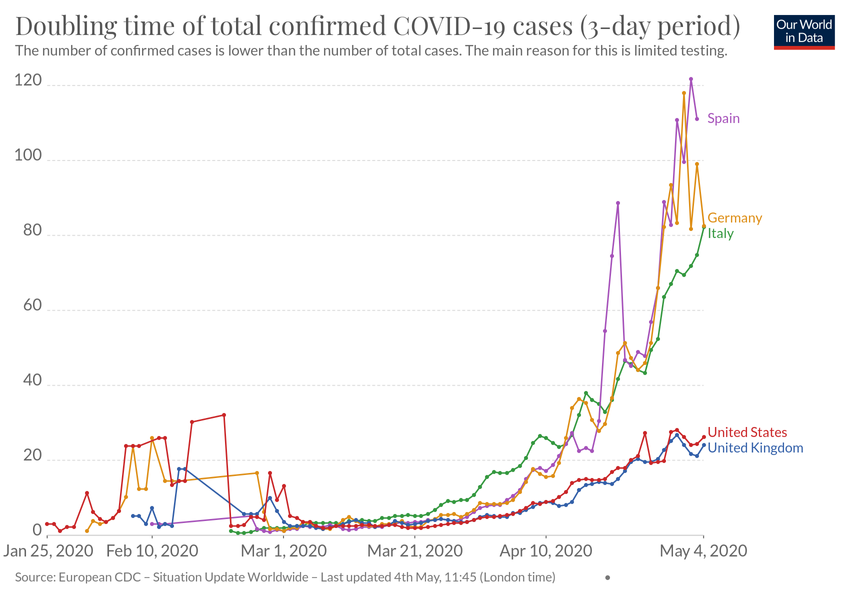 Doubling time of total confirmed COVID-19 cases (3-day period)
Our World
in Data
The number of confirmed cases is lower than the number of total cases. The main reason for this is limited testing.
120
100
80
60
40
20
0
Spain
Germany
Italy
United States
United Kingdom
Jan 25, 2020
Feb 10, 2020
Mar 1, 2020
Mar 21, 2020
Apr 10, 2020
May 4, 2020
Source: European CDC – Situation Update Worldwide – Last updated 4th May, 11:45 (London time)